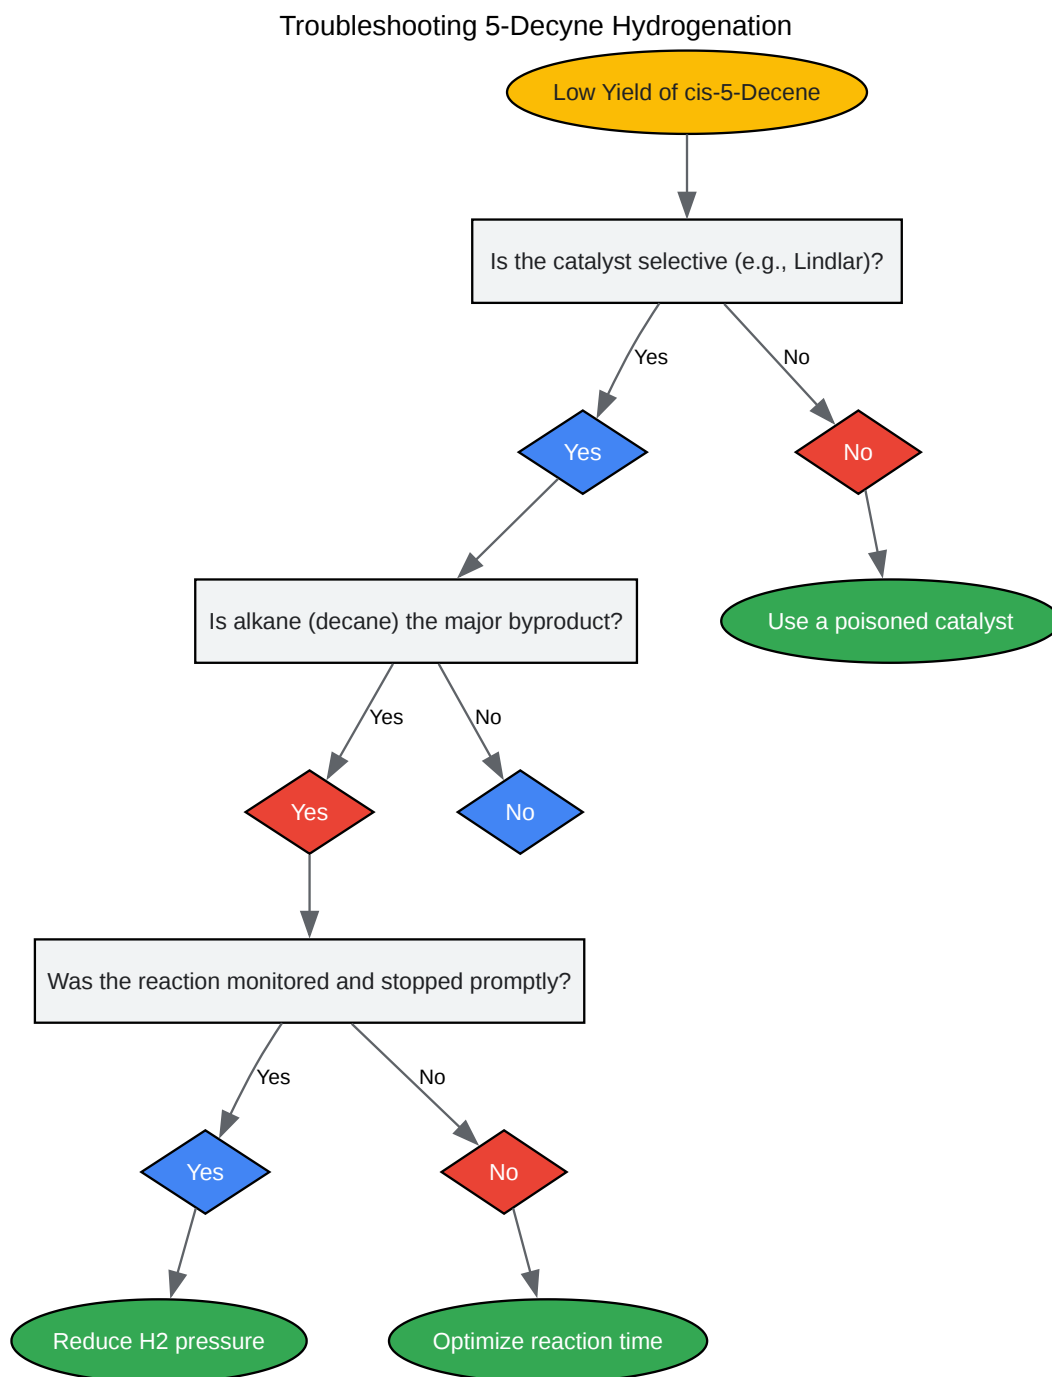 Troubleshooting 5-Decyne Hydrogenation
Low Yield of cis-5-Decene
Is the catalyst selective (e.g., Lindlar)?
Yes
No
Yes
No
Is alkane (decane) the major byproduct?
Use a poisoned catalyst
Yes
No
Yes
No
Was the reaction monitored and stopped promptly?
Yes
No
Yes
No
Reduce H2 pressure
Optimize reaction time